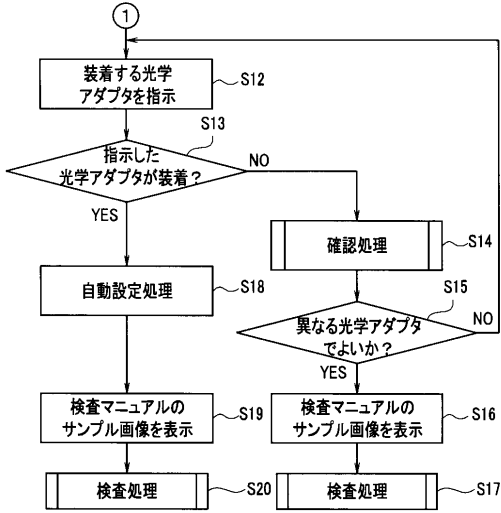 1
装着する光学
アダプタを指示
S12
S13
指示した
光学アダプタが装着?
NO
YES
確認処理
S14
自動設定処理
S18
S15
異なる光学アダプタ
でよいか?
NO
YES
検査マニュアルの
サンプル画像を表示
S19
検査マニュアルの
サンプル画像を表示
S16
検査処理
S20
検査処理
S17